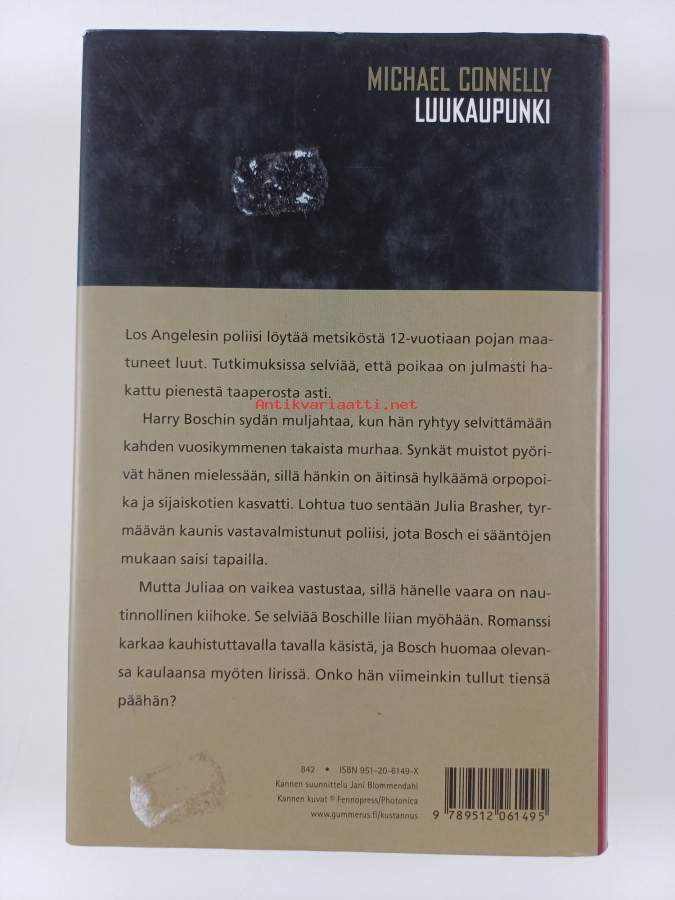 MICHAEL CONNELLY
LUUKAUPUNKI
Los Angelesin poliisi löytää metsiköstä 12-vuotiaan pojan maa-
tuneet luut. Tutkimuksissa selviää, että poikaa on julmasti ha-
kattu pienestä taaperosta asti.
Antikvariaatti.net
Harry Boschin sydän muljahtaa, kun hän ryhtyy selvittämään
kahden vuosikymmenen takaista murhaa. Synkät muistot pyöri-
vät hänen mielessään, sillä hänkin on äitinsä hylkäämä orpopoi-
ka ja sijaiskotien kasvatti. Lohtua tuo sentään Julia Brasher, tyr-
määvän kaunis vastavalmistunut poliisi, jota Bosch ei sääntöjen
mukaan saisi tapailla.
Mutta Juliaa on vaikea vastustaa, sillä hänelle vaara on nau-
tinnollinen kiihoke. Se selviää Boschille liian myöhään. Romanssi
karkaa kauhistuttavalla tavalla käsistä, ja Bosch huomaa olevan-
sa kaulaansa myöten lirissä. Onko hän viimeinkin tullut tiensä
päähän?
842 • ISBN 951-20-6149-X
Kannen suunnittelu Jani Blommendahl
Kannen kuvat © Fennopress/Photonica
www.gummerus.fi/kustannus
9 789512 061495